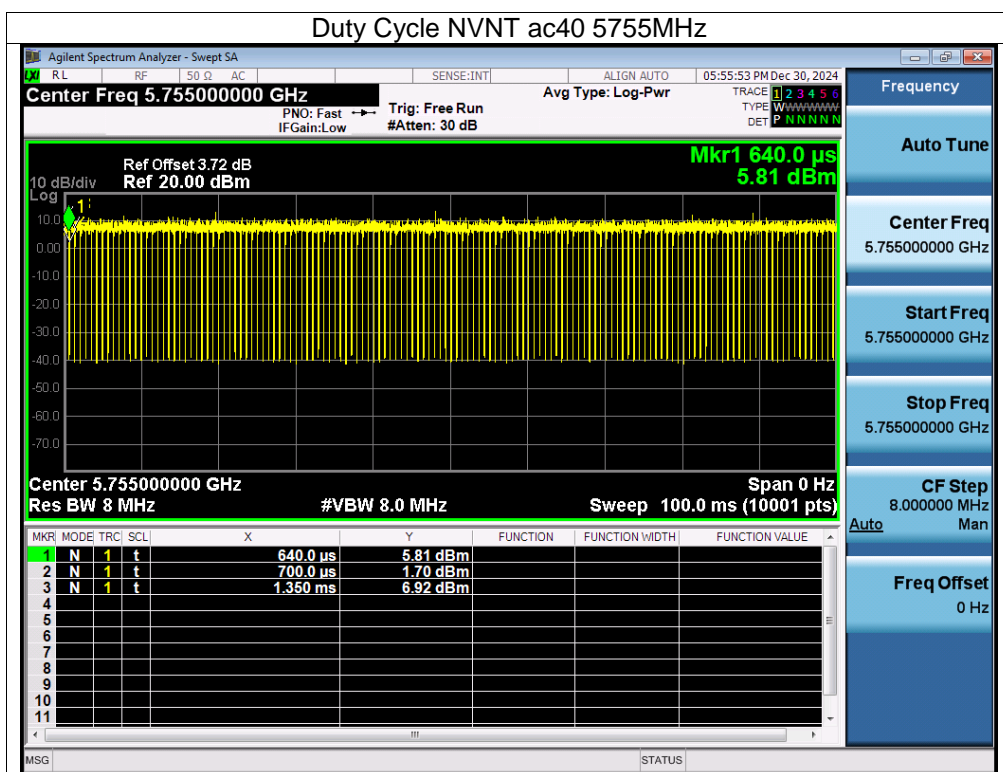 Duty Cycle NVNT ac40 5755MHz
Agilent Spectrum Analyzer - Swept SA
LXI RL RF 50 Ω AC SENSE:INT ALIGN AUTO 05:55:53 PM Dec 30, 2024
Center Freq 5.755000000 GHz
PNO: Fast
IFGain:Low
Trig: Free Run
#Atten: 30 dB
Avg Type: Log-Pwr
TRACE 1 2 3 4 5 6
TYPE WWWWWW
DET P N N N N N
Frequency
Mkr1 640.0 µs
5.81 dBm
Ref Offset 3.72 dB
10 dB/div Ref 20.00 dBm
Log
1
10.0
0.00
-10.0
-20.0
-30.0
-40.0
-50.0
-60.0
-70.0
Center 5.755000000 GHz Span 0 Hz
Res BW 8 MHz #VBW 8.0 MHz Sweep 100.0 ms (10001 pts)
MKR MODE TRC SCL X Y FUNCTION FUNCTION WIDTH FUNCTION VALUE
1 N 1 t 640.0 µs 5.81 dBm
2 N 1 t 700.0 µs 1.70 dBm
3 N 1 t 1.350 ms 6.92 dBm
4
5
6
7
8
9
10
11
MSG STATUS
Auto Tune
Center Freq
5.755000000 GHz
Start Freq
5.755000000 GHz
Stop Freq
5.755000000 GHz
CF Step
8.000000 MHz
Auto Man
Freq Offset
0 Hz